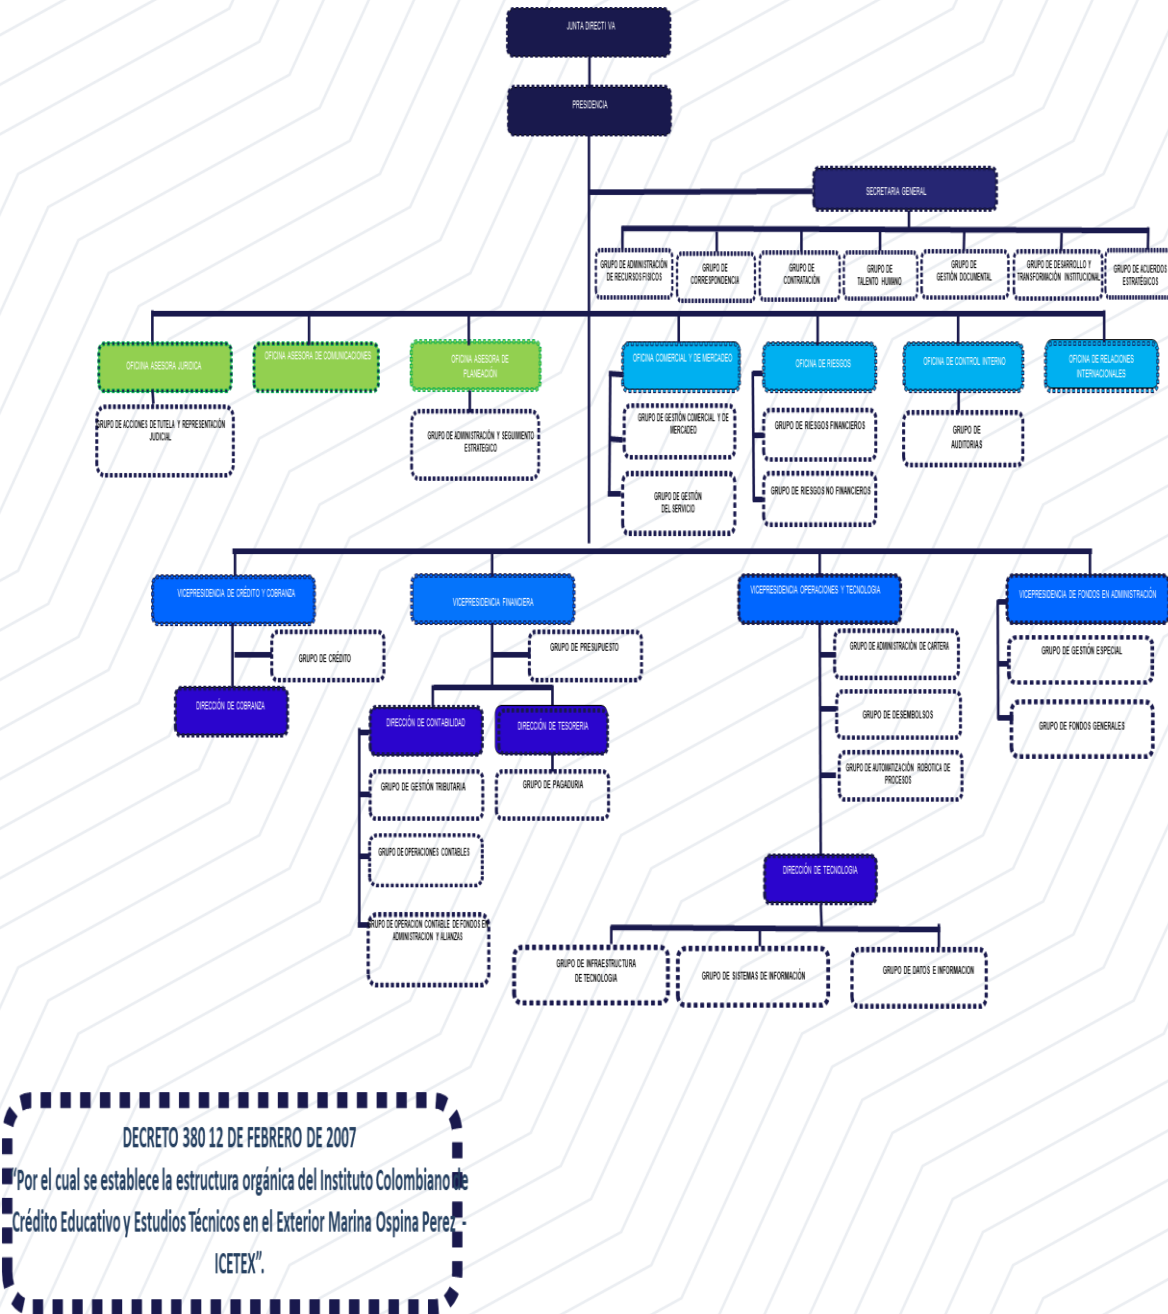 JUNTA DIRECTI VA
PRESIDENCIA
SECRETARIA GENERAL
GRUPO DE ADMINISTRACIÓN
DE RECURSOS FISICOS
GRUPO DE
CORRESPONDENCIA
GRUPO DE
CONTRATACIÓN
GRUPO DE
TALENTO HUMANO
GRUPO DE
GESTIÓN DOCUMENTAL
GRUPO DE DESARROLLO Y
TRANSFORMACIÓN INSTITUCIONAL
GRUPO DE ACUERDOS
ESTRATÉGICOS
OFICINA ASESORA JURIDICA
OFICINA ASESORA DE COMUNICACIONES
OFICINA ASESORA DE
PLANEACIÓN
OFICINA COMERCIAL Y DE MERCADEO
OFICINA DE RIESGOS
OFICINA DE CONTROL INTERNO
OFICINA DE RELACIONES
INTERNACIONALES
GRUPO DE ACCIONES DE TUTELA Y REPRESENTACIÓN
JUDICIAL
GRUPO DE ADMINISTRACIÓN Y SEGUIMIENTO
ESTRATEGICO
GRUPO DE GESTIÓN COMERCIAL Y DE
MERCADEO
GRUPO DE RIESGOS FINANCIEROS
GRUPO DE
AUDITORIAS
GRUPO DE GESTIÓN
DEL SERVICIO
GRUPO DE RIESGOS NO FINANCIEROS
VICEPRESIDENCIA DE CRÉDITO Y COBRANZA
VICEPRESIDENCIA FINANCIERA
VICEPRESIDENCIA OPERACIONES Y TECNOLOGIA
VICEPRESIDENCIA DE FONDOS EN ADMINISTRACIÓN
GRUPO DE CRÉDITO
GRUPO DE PRESUPUESTO
GRUPO DE ADMINISTRACIÓN DE CARTERA
GRUPO DE GESTIÓN ESPECIAL
DIRECCIÓN DE COBRANZA
DIRECCIÓN DE CONTABILIDAD
DIRECCIÓN DE TESORERIA
GRUPO DE DESEMBOLSOS
GRUPO DE FONDOS GENERALES
GRUPO DE GESTIÓN TRIBUTARIA
GRUPO DE PAGADURIA
GRUPO DE AUTOMATIZACIÓN ROBOTICA DE
PROCESOS
GRUPO DE OPERACIONES CONTABLES
DIRECCIÓN DE TECNOLOGIA
GRUPO DE OPERACION CONTABLE DE FONDOS EN
ADMINISTRACION Y ALIANZAS
GRUPO DE INFRAESTRUCTURA
DE TECNOLOGIA
GRUPO DE SISTEMAS DE INFORMACIÓN
GRUPO DE DATOS E INFORMACION
DECRETO 380 12 DE FEBRERO DE 2007
“Por el cual se establece la estructura orgánica del Instituto Colombiano de
Crédito Educativo y Estudios Técnicos en el Exterior Marina Ospina Perez -
ICETEX”.